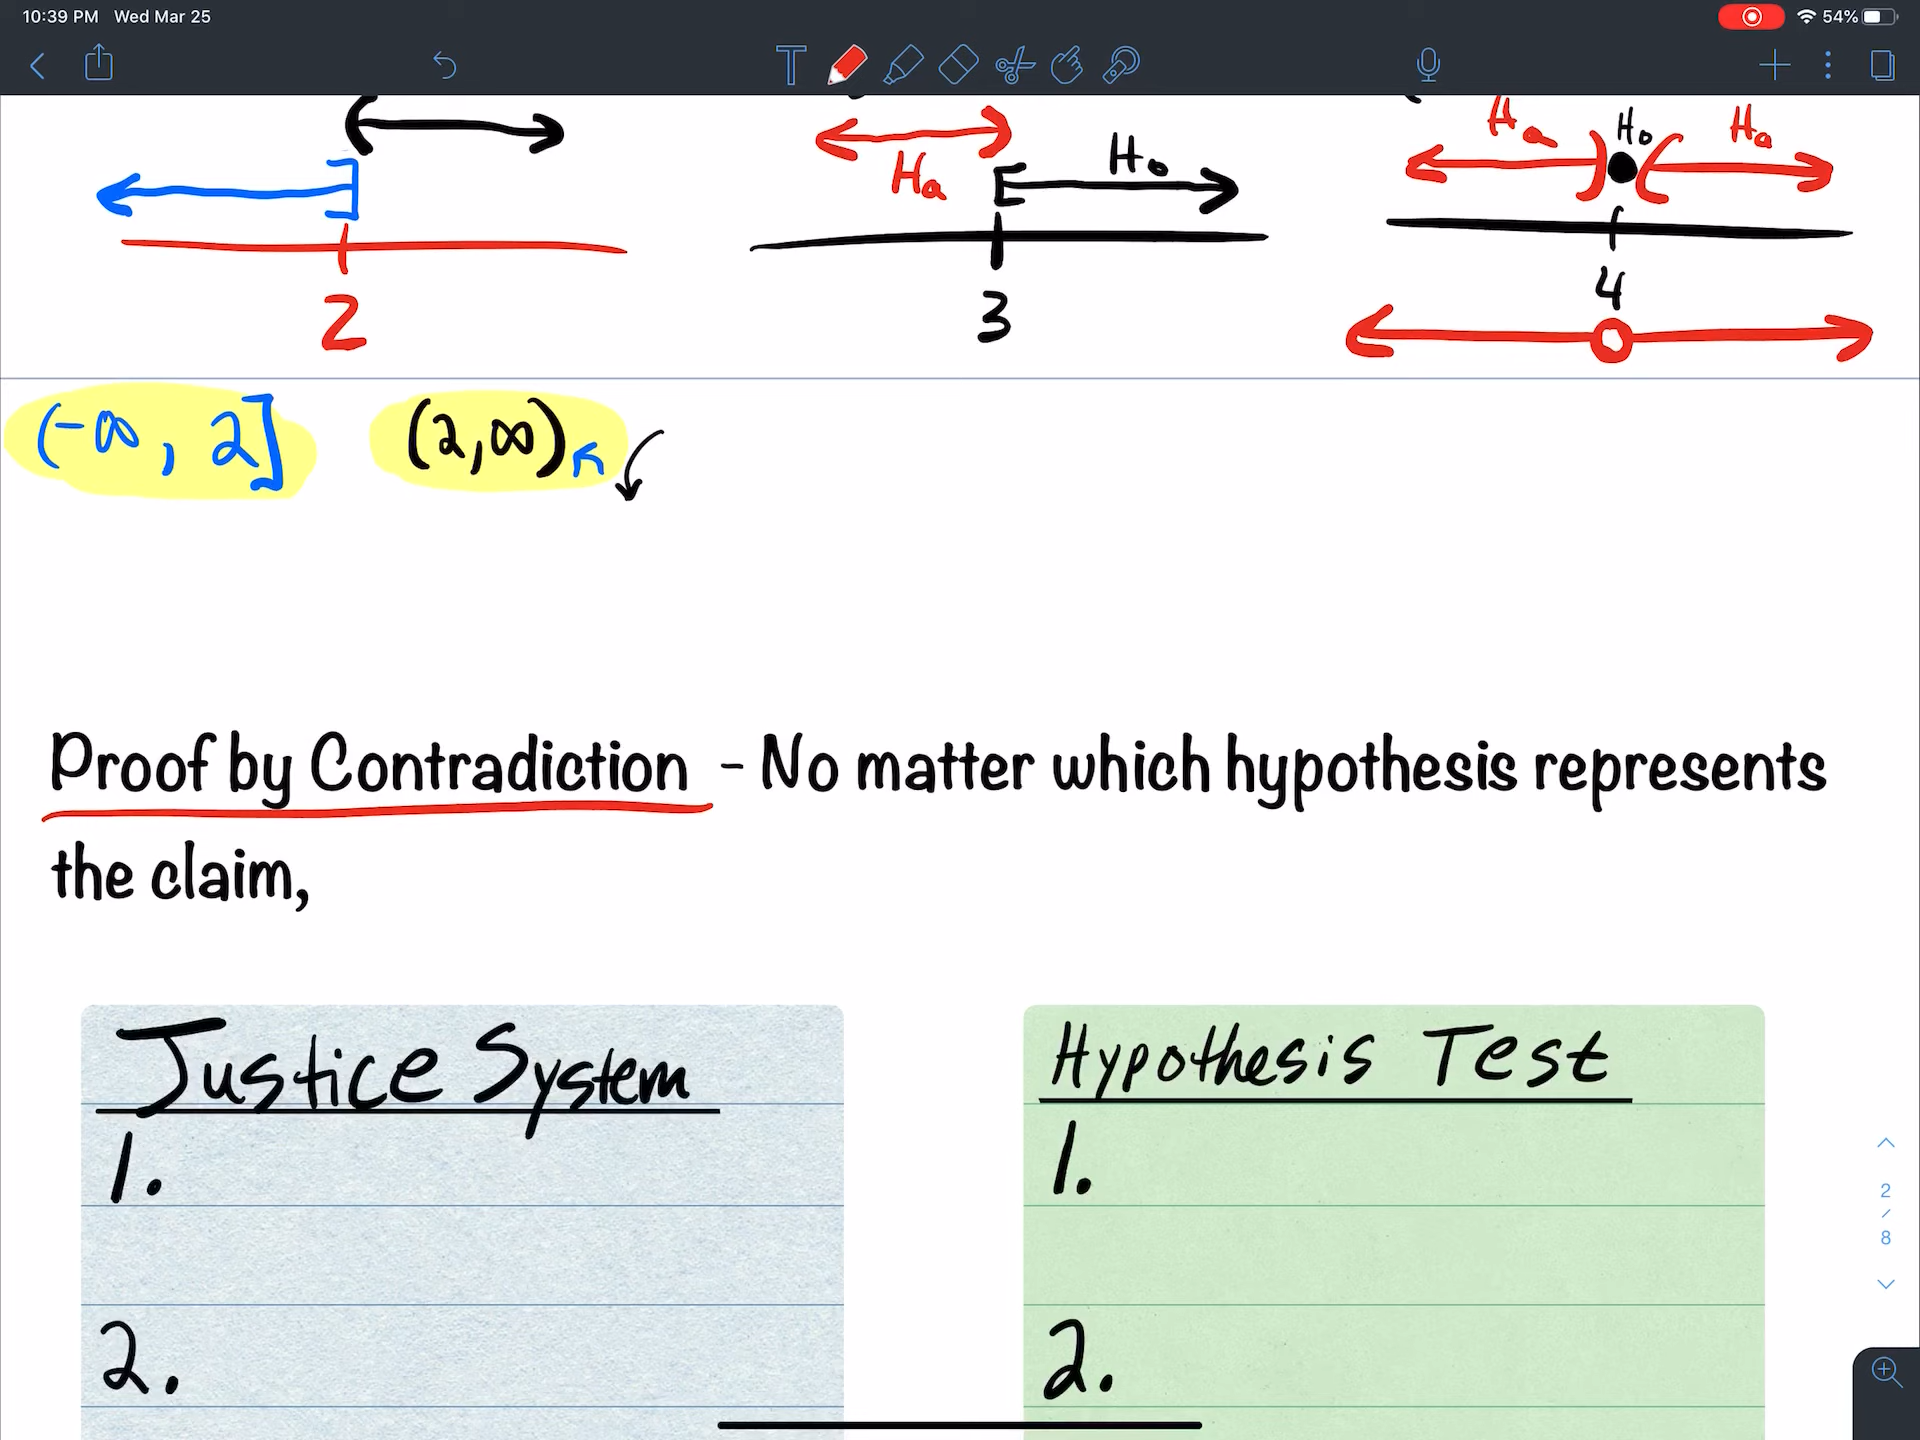 10:39 PM Wed Mar 25
54%
T
Ha Ho
Ha Ho Ha
2 3 4
(-∞, 2] (2,∞)
Proof by Contradiction - No matter which hypothesis represents
the claim,
Justice System
1.
2.
Hypothesis Test
1.
2.
2
/
8